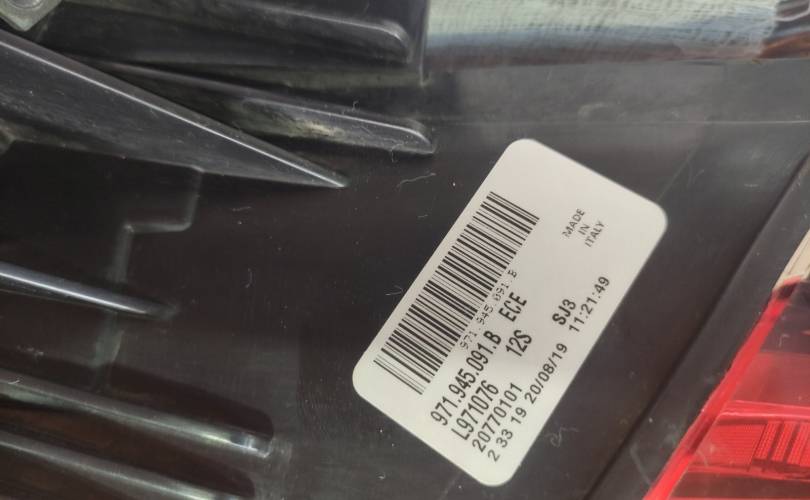 MADE
IN
ITALY
971.945.091.B
971.945.091.B ECE
L971076 12S SJ3
20770101
2 33 19 20/08/19 11:21:49